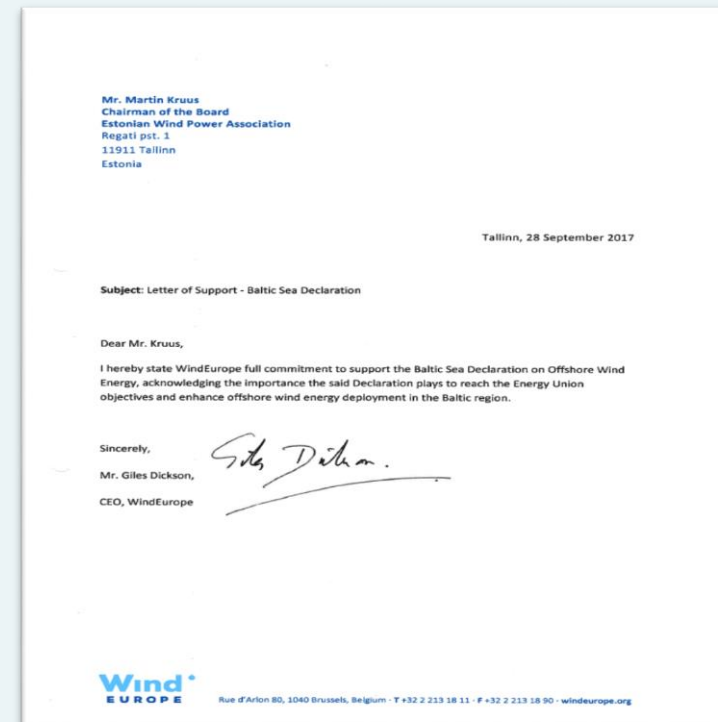 Mr. Martin Kruus
Chairman of the Board
Estonian Wind Power Association
Regati pst. 1
11911 Tallinn
Estonia
Tallinn, 28 September 2017
Subject: Letter of Support - Baltic Sea Declaration
Dear Mr. Kruus,
I hereby state WindEurope full commitment to support the Baltic Sea Declaration on Offshore Wind
Energy, acknowledging the importance the said Declaration plays to reach the Energy Union
objectives and enhance offshore wind energy deployment in the Baltic region.
Sincerely,
Giles Dickson.
Mr. Giles Dickson,
CEO, WindEurope
Wind
EUROPE
Rue d'Arlon 80, 1040 Brussels, Belgium · T +32 2 213 18 11 · F +32 2 213 18 90 · windeurope.org